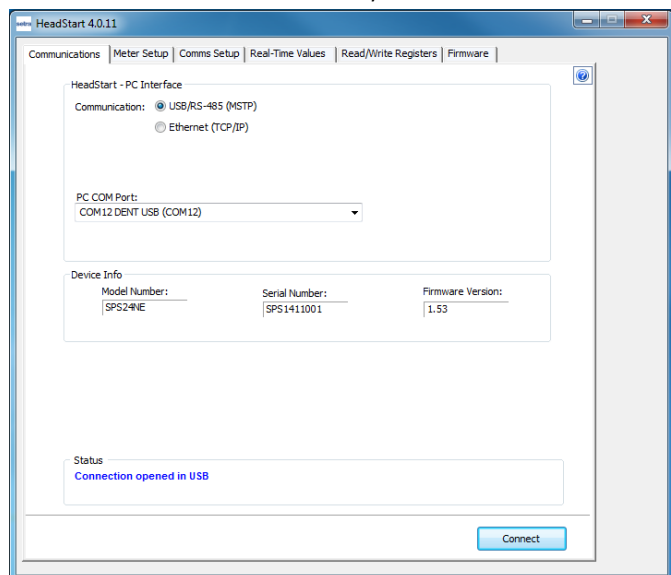 setra HeadStart 4.0.11
Communications Meter Setup Comms Setup Real-Time Values Read/Write Registers Firmware
HeadStart - PC Interface
Communication: USB/RS-485 (MSTP)
Ethernet (TCP/IP)
PC COM Port:
COM12 DENT USB (COM12)
Device Info
Model Number: Serial Number: Firmware Version:
SPS24NE SPS1411001 1.53
Status
Connection opened in USB
Connect